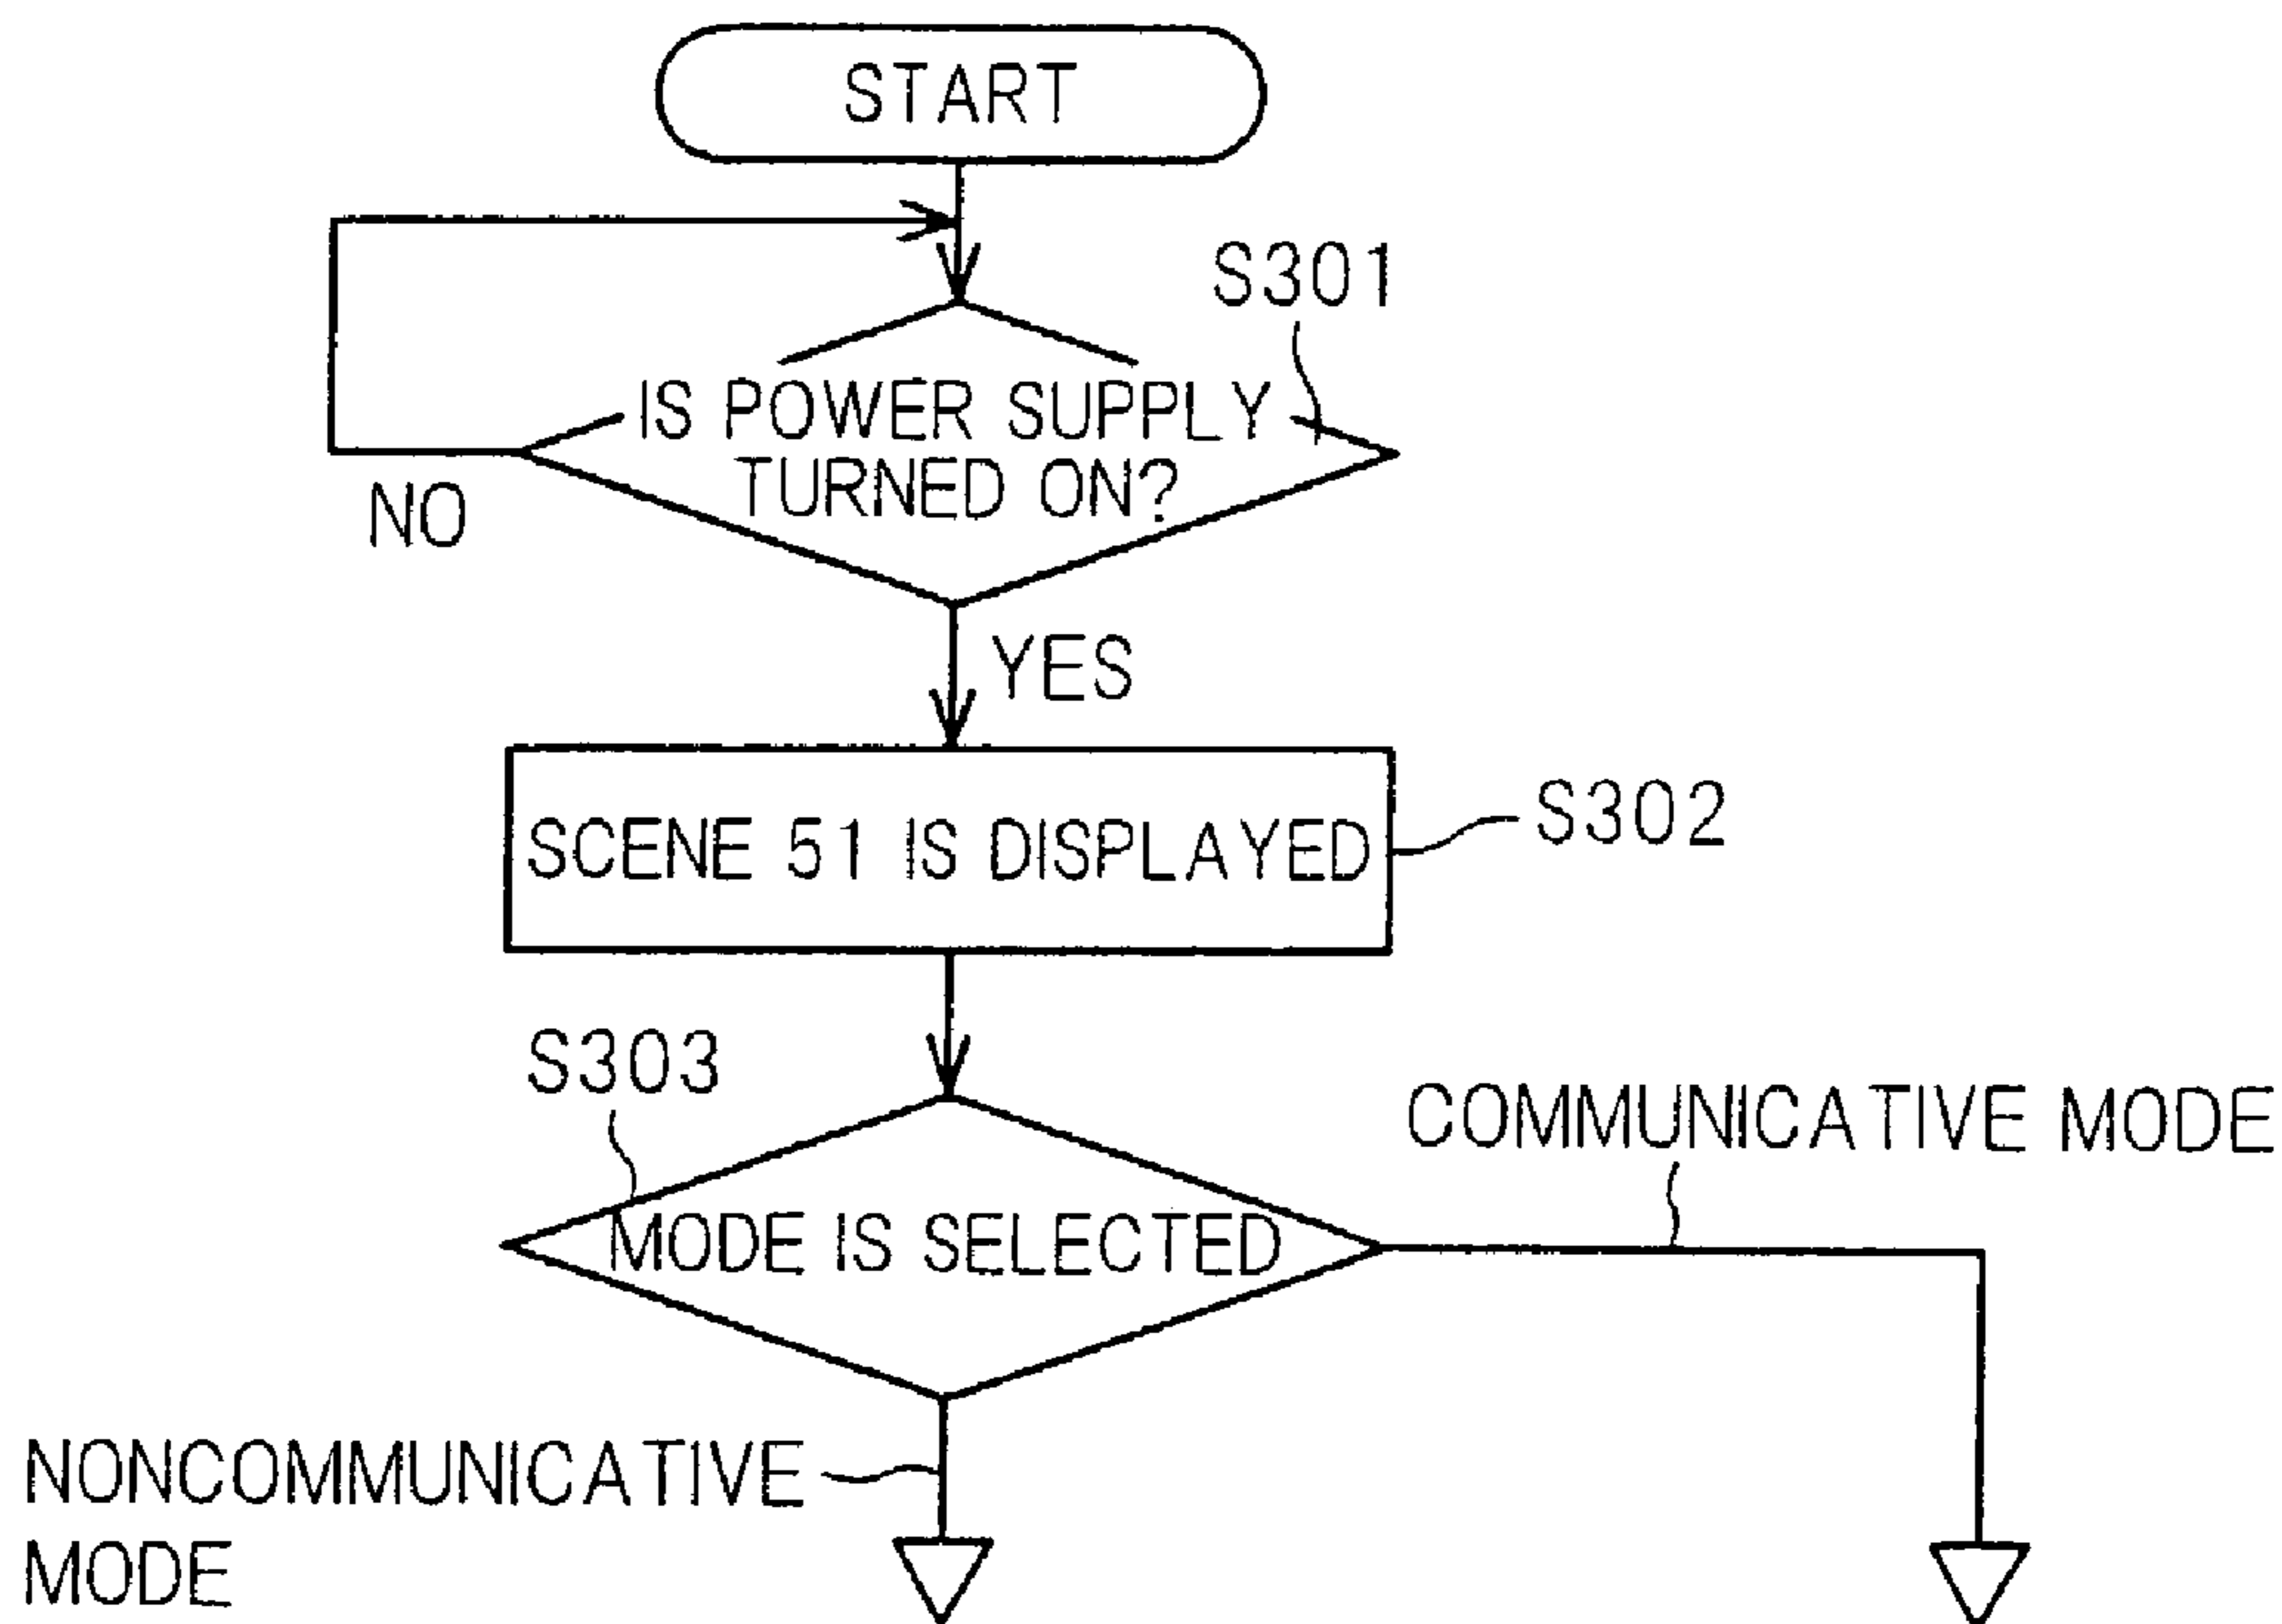 START
S301
IS POWER SUPPLY
TURNED ON?
NO
YES
SCENE 51 IS DISPLAYED
S302
S303
COMMUNICATIVE MODE
MODE IS SELECTED
NONCOMMUNICATIVE
MODE